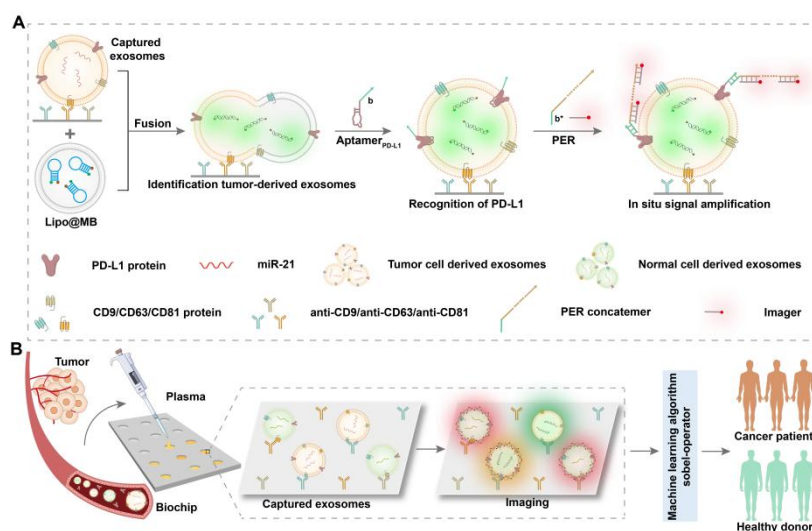 A
Captured
exosomes
+
Lipo@MB
Fusion
Identification tumor-derived exosomes
b
Aptamer PD-L1
Recognition of PD-L1
b*
PER
In situ signal amplification
PD-L1 protein
miR-21
Tumor cell derived exosomes
Normal cell derived exosomes
CD9/CD63/CD81 protein
anti-CD9/anti-CD63/anti-CD81
PER concatemer
Imager
B
Tumor
Plasma
Biochip
Captured exosomes
Imaging
Machine learning algorithm
sobel-operator
Cancer patient
Healthy donor